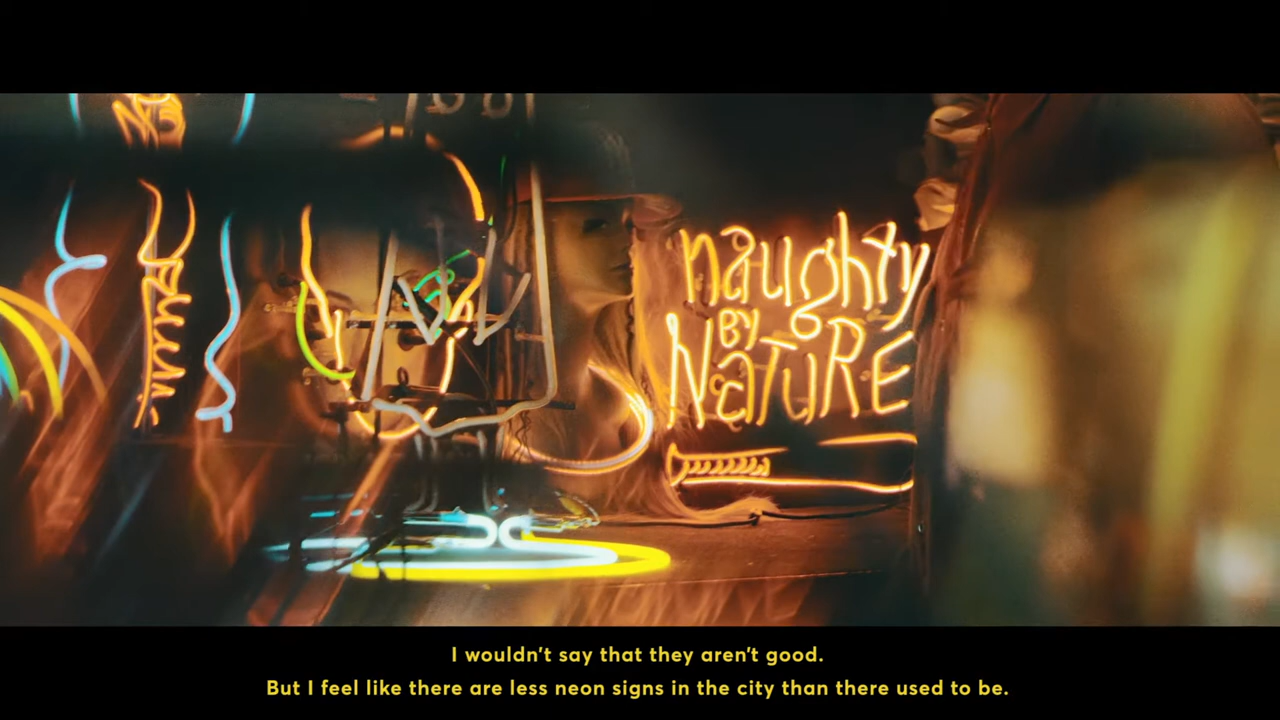 naughty
BY
NaTURE
I wouldn't say that they aren't good.
But I feel like there are less neon signs in the city than there used to be.